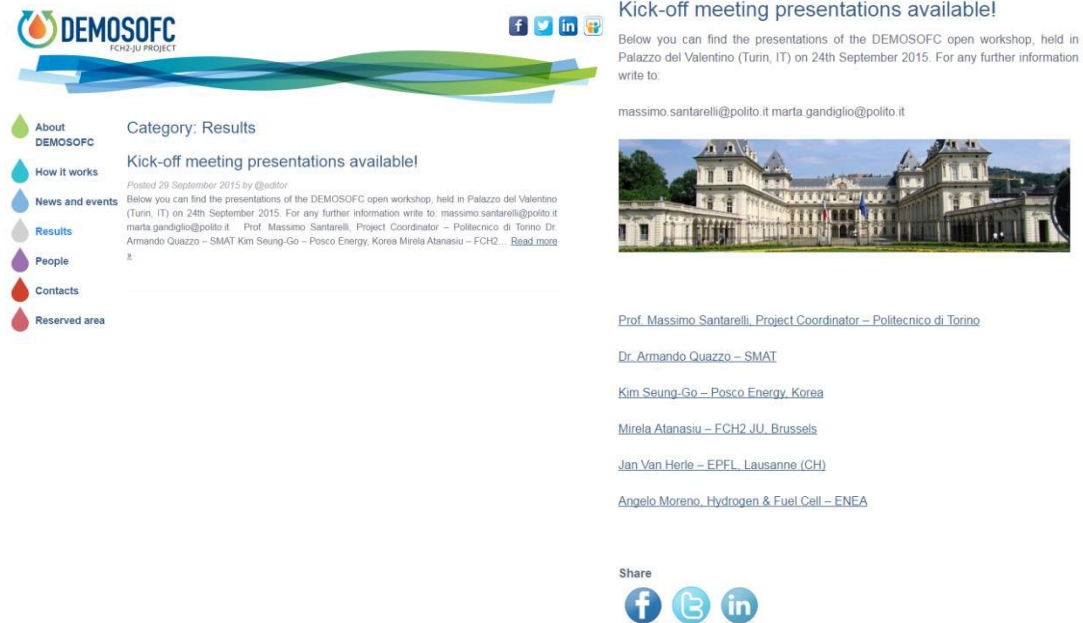 DEMOSOFC
FCH2-JU PROJECT
About
DEMOSOFC
How it works
News and events
Results
People
Contacts
Reserved area
Category: Results
Kick-off meeting presentations available!
Posted 29 September 2015 by @editor
Below you can find the presentations of the DEMOSOFC open workshop, held in Palazzo del Valentino
(Turin, IT) on 24th September 2015. For any further information write to: massimo.santarelli@polito.it
marta.gandiglio@polito.it Prof. Massimo Santarelli, Project Coordinator – Politecnico di Torino Dr.
Armando Quazzo – SMAT Kim Seung-Go – Posco Energy, Korea Mirela Atanasiu – FCH2... Read more
»
Kick-off meeting presentations available!
Below you can find the presentations of the DEMOSOFC open workshop, held in
Palazzo del Valentino (Turin, IT) on 24th September 2015. For any further information
write to:
massimo.santarelli@polito.it marta.gandiglio@polito.it
Prof. Massimo Santarelli, Project Coordinator – Politecnico di Torino
Dr. Armando Quazzo – SMAT
Kim Seung-Go – Posco Energy, Korea
Mirela Atanasiu – FCH2 JU, Brussels
Jan Van Herle – EPFL, Lausanne (CH)
Angelo Moreno, Hydrogen & Fuel Cell – ENEA
Share